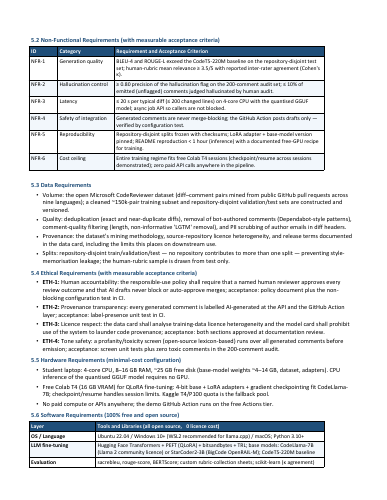 5.2 Non-Functional Requirements (with measurable acceptance criteria)
ID Category Requirement and Acceptance Criterion
NFR-1 Generation quality BLEU-4 and ROUGE-L exceed the CodeT5-220M baseline on the repository-disjoint test
set; human-rubric mean relevance ≥ 3.5/5 with reported inter-rater agreement (Cohen's
κ).
NFR-2 Hallucination control ≥ 0.80 precision of the hallucination flag on the 200-comment audit set; ≤ 10% of
emitted (unflagged) comments judged hallucinated by human audit.
NFR-3 Latency ≤ 20 s per typical diff (≤ 200 changed lines) on 4-core CPU with the quantised GGUF
model; async job API so callers are not blocked.
NFR-4 Safety of integration Generated comments are never merge-blocking; the GitHub Action posts drafts only —
verified by configuration test.
NFR-5 Reproducibility Repository-disjoint splits frozen with checksums; LoRA adapter + base-model version
pinned; README reproduction < 1 hour (inference) with a documented free-GPU recipe
for training.
NFR-6 Cost ceiling Entire training regime fits free Colab T4 sessions (checkpoint/resume across sessions
demonstrated); zero paid API calls anywhere in the pipeline.
5.3 Data Requirements
• Volume: the open Microsoft CodeReviewer dataset (diff–comment pairs mined from public GitHub pull requests across
nine languages); a cleaned ~150k-pair training subset and repository-disjoint validation/test sets are constructed and
versioned.
• Quality: deduplication (exact and near-duplicate diffs), removal of bot-authored comments (Dependabot-style patterns),
comment-quality filtering (length, non-informative 'LGTM' removal), and PII scrubbing of author emails in diff headers.
• Provenance: the dataset's mining methodology, source-repository licence heterogeneity, and release terms documented
in the data card, including the limits this places on downstream use.
• Splits: repository-disjoint train/validation/test — no repository contributes to more than one split — preventing style-
memorisation leakage; the human-rubric sample is drawn from test only.
5.4 Ethical Requirements (with measurable acceptance criteria)
• ETH-1: Human accountability: the responsible-use policy shall require that a named human reviewer approves every
review outcome and that AI drafts never block or auto-approve merges; acceptance: policy document plus the non-
blocking configuration test in CI.
• ETH-2: Provenance transparency: every generated comment is labelled AI-generated at the API and the GitHub Action
layer; acceptance: label-presence unit test in CI.
• ETH-3: Licence respect: the data card shall analyse training-data licence heterogeneity and the model card shall prohibit
use of the system to launder code provenance; acceptance: both sections approved at documentation review.
• ETH-4: Tone safety: a profanity/toxicity screen (open-source lexicon-based) runs over all generated comments before
emission; acceptance: screen unit tests plus zero toxic comments in the 200-comment audit.
5.5 Hardware Requirements (minimal-cost configuration)
• Student laptop: 4-core CPU, 8–16 GB RAM, ~25 GB free disk (base-model weights ~4–14 GB, dataset, adapters). CPU
inference of the quantised GGUF model requires no GPU.
• Free Colab T4 (16 GB VRAM) for QLoRA fine-tuning: 4-bit base + LoRA adapters + gradient checkpointing fit CodeLlama-
7B; checkpoint/resume handles session limits. Kaggle T4/P100 quota is the fallback pool.
• No paid compute or APIs anywhere; the demo GitHub Action runs on the free Actions tier.
5.6 Software Requirements (100% free and open source)
Layer Tools and Libraries (all open source, 0 licence cost)
OS / Language Ubuntu 22.04 / Windows 10+ (WSL2 recommended for llama.cpp) / macOS; Python 3.10+
LLM fine-tuning Hugging Face Transformers + PEFT (QLoRA) + bitsandbytes + TRL; base models: CodeLlama-7B
(Llama 2 community licence) or StarCoder2-3B (BigCode OpenRAIL-M); CodeT5-220M baseline
Evaluation sacrebleu, rouge-score, BERTScore; custom rubric-collection sheets; scikit-learn (κ agreement)